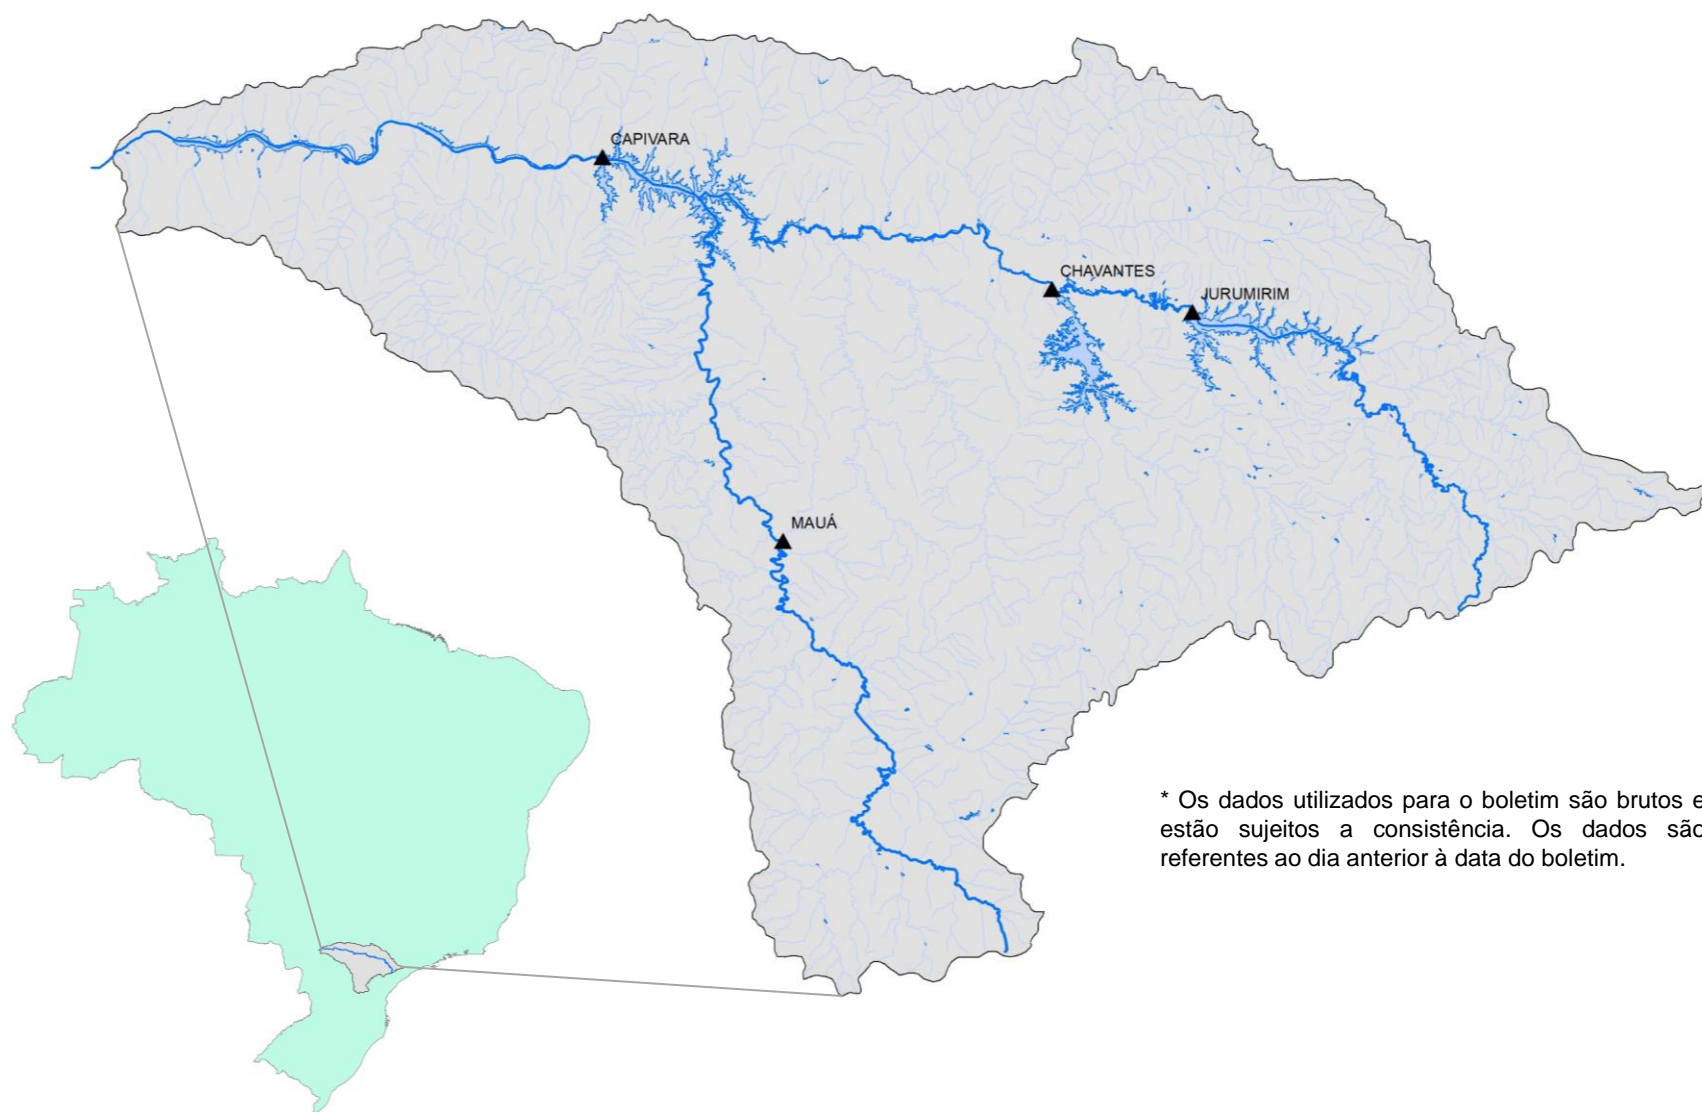 CAPIVARA
CHAVANTES
JURUMIRIM
MAUÁ
* Os dados utilizados para o boletim são brutos e
estão sujeitos a consistência. Os dados são
referentes ao dia anterior à data do boletim.